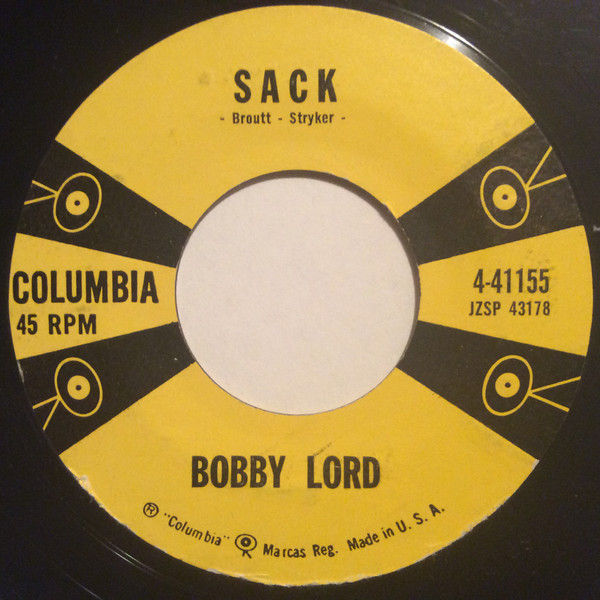 SACK
- Broutt - Stryker -
COLUMBIA
45 RPM
4-41155
JZSP 43178
BOBBY LORD
® "Columbia" Marcas Reg. Made in U. S. A.